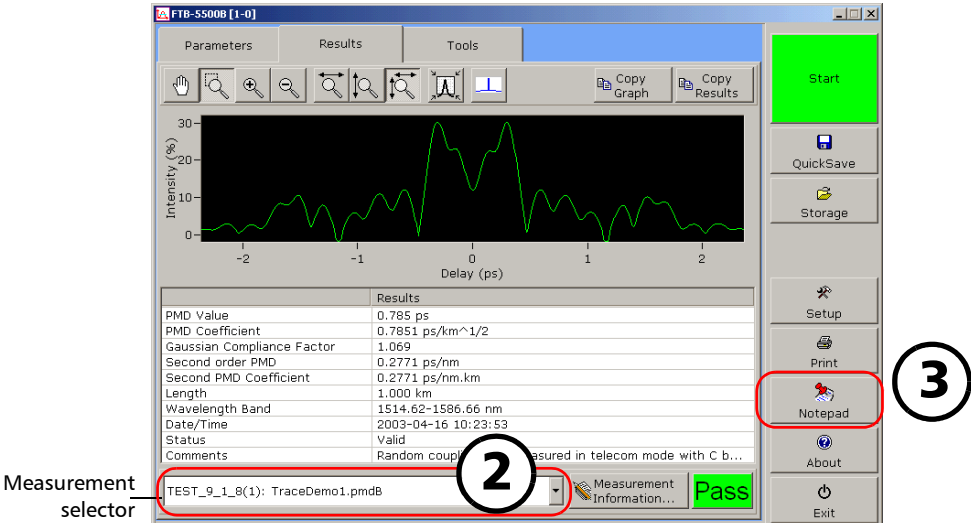 FTB-5500B [1-0]
Parameters
Results
Tools
Copy Graph
Copy Results
30
20
10
0
Intensity (%)
-2
-1
0
1
2
Delay (ps)
Results
PMD Value 0.785 ps
PMD Coefficient 0.7851 ps/km^1/2
Gaussian Compliance Factor 1.069
Second order PMD 0.2771 ps/nm
Second PMD Coefficient 0.2771 ps/nm.km
Length 1.000 km
Wavelength Band 1514.62-1586.66 nm
Date/Time 2003-04-16 10:23:53
Status Valid
Comments Random coupli asured in telecom mode with C b...
2
Measurement
selector
TEST_9_1_8(1): TraceDemo1.pmdB
Measurement
Information...
Pass
Start
QuickSave
Storage
Setup
Print
Notepad
3
About
Exit